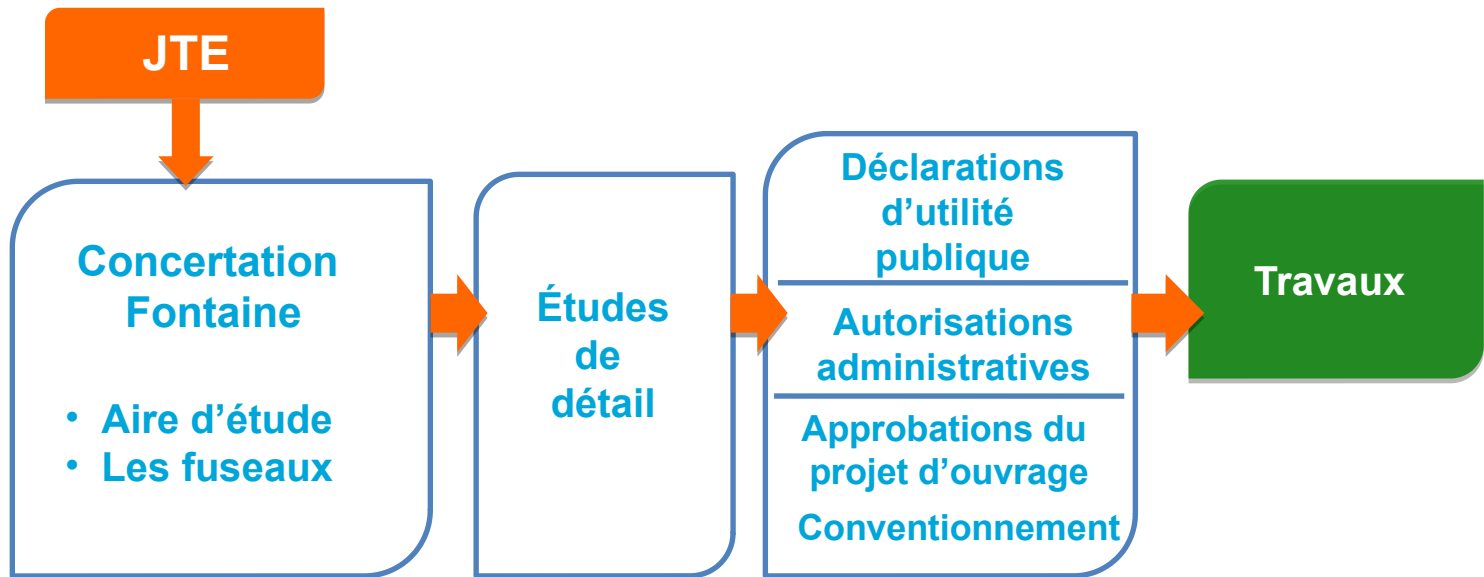 JTE
Concertation
Fontaine
• Aire d’étude
• Les fuseaux
Études
de
détail
Déclarations
d’utilité
publique
Autorisations
administratives
Approbations du
projet d’ouvrage
Conventionnement
Travaux